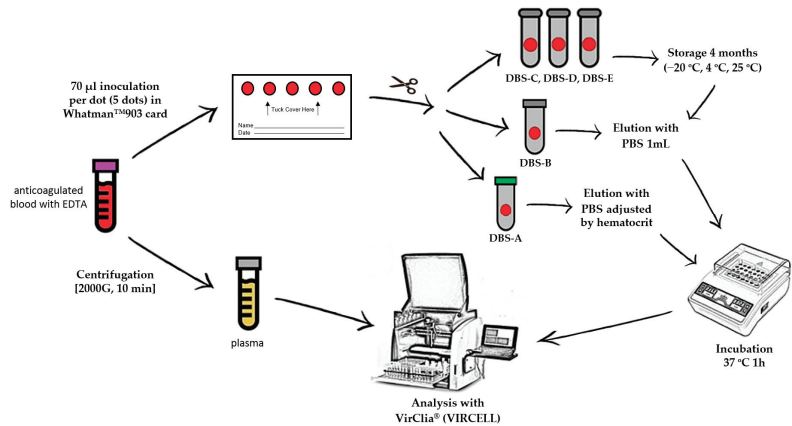 70 µl inoculation
per dot (5 dots) in
Whatman™903 card
Tuck Cover Here
Name
Date
anticoagulated
blood with EDTA
Centrifugation
[2000G, 10 min]
plasma
DBS-C, DBS-D, DBS-E
Storage 4 months
(−20 °C, 4 °C, 25 °C)
DBS-B
Elution with
PBS 1mL
DBS-A
Elution with
PBS adjusted
by hematocrit
Incubation
37 °C 1h
Analysis with
VirClia® (VIRCELL)